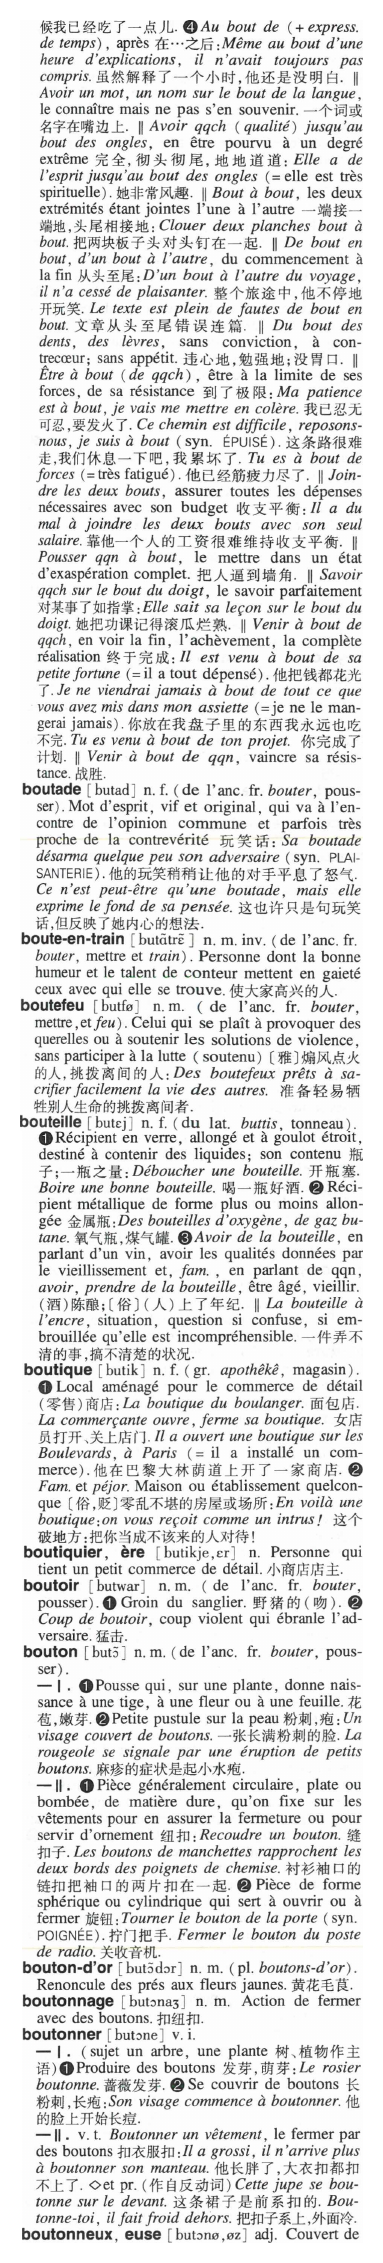 候我已经吃了一点儿. ❹ Au bout de (+ express.
de temps), après 在…之后: Même au bout d'une
heure d'explications, il n'avait toujours pas
compris. 虽然解释了一个小时,他还是没明白. ‖
Avoir un mot, un nom sur le bout de la langue,
le connaître mais ne pas s'en souvenir. 一个词或
名字在嘴边上. ‖ Avoir qqch (qualité) jusqu'au
bout des ongles, en être pourvu à un degré
extrême 完全,彻头彻尾,地地道道: Elle a de
l'esprit jusqu'au bout des ongles (= elle est très
spirituelle). 她非常风趣. ‖ Bout à bout, les deux
extrémités étant jointes l'une à l'autre 一端接一
端地,头尾相接地: Clouer deux planches bout à
bout. 把两块板子头对头钉在一起. ‖ De bout en
bout, d'un bout à l'autre, du commencement à
la fin 从头至尾: D'un bout à l'autre du voyage,
il n'a cessé de plaisanter. 整个旅途中,他不停地
开玩笑. Le texte est plein de fautes de bout en
bout. 文章从头至尾错误连篇. ‖ Du bout des
dents, des lèvres, sans conviction, à con-
trecœur; sans appétit. 违心地,勉强地;没胃口. ‖
Être à bout (de qqch), être à la limite de ses
forces, de sa résistance 到了极限: Ma patience
est à bout, je vais me mettre en colère. 我已忍无
可忍,要发火了. Ce chemin est difficile, reposons-
nous, je suis à bout (syn. ÉPUISÉ). 这条路很难
走,我们休息一下吧,我累坏了. Tu es à bout de
forces (= très fatigué). 他已经筋疲力尽了. ‖ Join-
dre les deux bouts, assurer toutes les dépenses
nécessaires avec son budget 收支平衡: Il a du
mal à joindre les deux bouts avec son seul
salaire. 靠他一个人的工资很难维持收支平衡. ‖
Pousser qqn à bout, le mettre dans un état
d'exaspération complet. 把人逼到墙角. ‖ Savoir
qqch sur le bout du doigt, le savoir parfaitement
对某事了如指掌: Elle sait sa leçon sur le bout du
doigt. 她把功课记得滚瓜烂熟. ‖ Venir à bout de
qqch, en voir la fin, l'achèvement, la complète
réalisation 终于完成: Il est venu à bout de sa
petite fortune (= il a tout dépensé). 他把钱都花光
了. Je ne viendrai jamais à bout de tout ce que
vous avez mis dans mon assiette (= je ne le man-
gerai jamais). 你放在我盘子里的东西我永远也吃
不完. Tu es venu à bout de ton projet. 你完成了
计划. ‖ Venir à bout de qqn, vaincre sa résis-
tance. 战胜.
boutade [butad] n. f. (de l'anc. fr. bouter, pous-
ser). Mot d'esprit, vif et original, qui va à l'en-
contre de l'opinion commune et parfois très
proche de la contrevérité 玩笑话: Sa boutade
désarma quelque peu son adversaire (syn. PLAI-
SANTERIE). 他的玩笑稍稍让他的对手平息了怒气.
Ce n'est peut-être qu'une boutade, mais elle
exprime le fond de sa pensée. 这也许只是句玩笑
话,但反映了她内心的想法.
boute-en-train [butɑ̃trɛ̃] n. m. inv. (de l'anc. fr.
bouter, mettre et train). Personne dont la bonne
humeur et le talent de conteur mettent en gaieté
ceux avec qui elle se trouve. 使大家高兴的人.
boutefeu [butfø] n. m. (de l'anc. fr. bouter,
mettre, et feu). Celui qui se plaît à provoquer des
querelles ou à soutenir les solutions de violence,
sans participer à la lutte (soutenu) 〔雅〕煽风点火
的人,挑拨离间的人: Des boutefeux prêts à sa-
crifier facilement la vie des autres. 准备轻易牺
牲别人生命的挑拨离间者.
bouteille [butɛj] n. f. (du lat. buttis, tonneau).
❶ Récipient en verre, allongé et à goulot étroit,
destiné à contenir des liquides; son contenu 瓶
子;一瓶之量: Déboucher une bouteille. 开瓶塞.
Boire une bonne bouteille. 喝一瓶好酒. ❷ Réci-
pient métallique de forme plus ou moins allon-
gée 金属瓶: Des bouteilles d'oxygène, de gaz bu-
tane. 氧气瓶,煤气罐. ❸ Avoir de la bouteille, en
parlant d'un vin, avoir les qualités données par
le vieillissement et, fam., en parlant de qqn,
avoir, prendre de la bouteille, être âgé, vieillir.
(酒)陈酿;〔俗〕(人)上了年纪. ‖ La bouteille à
l'encre, situation, question si confuse, si em-
brouillée qu'elle est incompréhensible. 一件弄不
清的事,搞不清楚的状况.
boutique [butik] n. f. (gr. apothêkê, magasin).
❶ Local aménagé pour le commerce de détail
(零售)商店: La boutique du boulanger. 面包店.
La commerçante ouvre, ferme sa boutique. 女店
员打开、关上店门. Il a ouvert une boutique sur les
Boulevards, à Paris (= il a installé un com-
merce). 他在巴黎大林荫道上开了一家商店. ❷
Fam. et péjor. Maison ou établissement quelcon-
que 〔俗,贬〕零乱不堪的房屋或场所: En voilà une
boutique: on vous reçoit comme un intrus! 这个
破地方:把你当成不该来的人对待!
boutiquier, ère [butikje,ɛr] n. Personne qui
tient un petit commerce de détail. 小商店店主.
boutoir [butwar] n. m. (de l'anc. fr. bouter,
pousser). ❶ Groin du sanglier. 野猪的(吻). ❷
Coup de boutoir, coup violent qui ébranle l'ad-
versaire. 猛击.
bouton [butɔ̃] n. m. (de l'anc. fr. bouter, pous-
ser).
— Ⅰ. ❶ Pousse qui, sur une plante, donne nais-
sance à une tige, à une fleur ou à une feuille. 花
苞,嫩芽. ❷ Petite pustule sur la peau 粉刺,疱: Un
visage couvert de boutons. 一张长满粉刺的脸. La
rougeole se signale par une éruption de petits
boutons. 麻疹的症状是起小水疱.
— Ⅱ. ❶ Pièce généralement circulaire, plate ou
bombée, de matière dure, qu'on fixe sur les
vêtements pour en assurer la fermeture ou pour
servir d'ornement 纽扣: Recoudre un bouton. 缝
扣子. Les boutons de manchettes rapprochent les
deux bords des poignets de chemise. 衬衫袖口的
链扣把袖口的两片扣在一起. ❷ Pièce de forme
sphérique ou cylindrique qui sert à ouvrir ou à
fermer 旋钮: Tourner le bouton de la porte (syn.
POIGNÉE). 拧门把手. Fermer le bouton du poste
de radio. 关收音机.
bouton-d'or [butɔ̃dɔr] n. m. (pl. boutons-d'or).
Renoncule des prés aux fleurs jaunes. 黄花毛茛.
boutonnage [butɔnaʒ] n. m. Action de fermer
avec des boutons. 扣纽扣.
boutonner [butɔne] v. i.
— Ⅰ. (sujet un arbre, une plante 树、植物作主
语) ❶ Produire des boutons 发芽,萌芽: Le rosier
boutonne. 蔷薇发芽. ❷ Se couvrir de boutons 长
粉刺,长疱: Son visage commence à boutonner. 他
的脸上开始长痘.
— Ⅱ. v. t. Boutonner un vêtement, le fermer par
des boutons 扣衣服扣: Il a grossi, il n'arrive plus
à boutonner son manteau. 他长胖了,大衣扣都扣
不上了. ◇ et pr. (作自反动词) Cette jupe se bou-
tonne sur le devant. 这条裙子是前系扣的. Bou-
tonne-toi, il fait froid dehors. 把扣子系上,外面冷.
boutonneux, euse [butɔnø,øz] adj. Couvert de